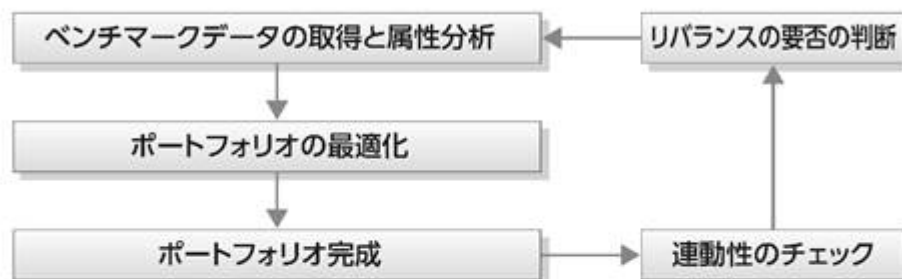 ベンチマークデータの取得と属性分析
リバランスの要否の判断
ポートフォリオの最適化
ポートフォリオ完成
連動性のチェック